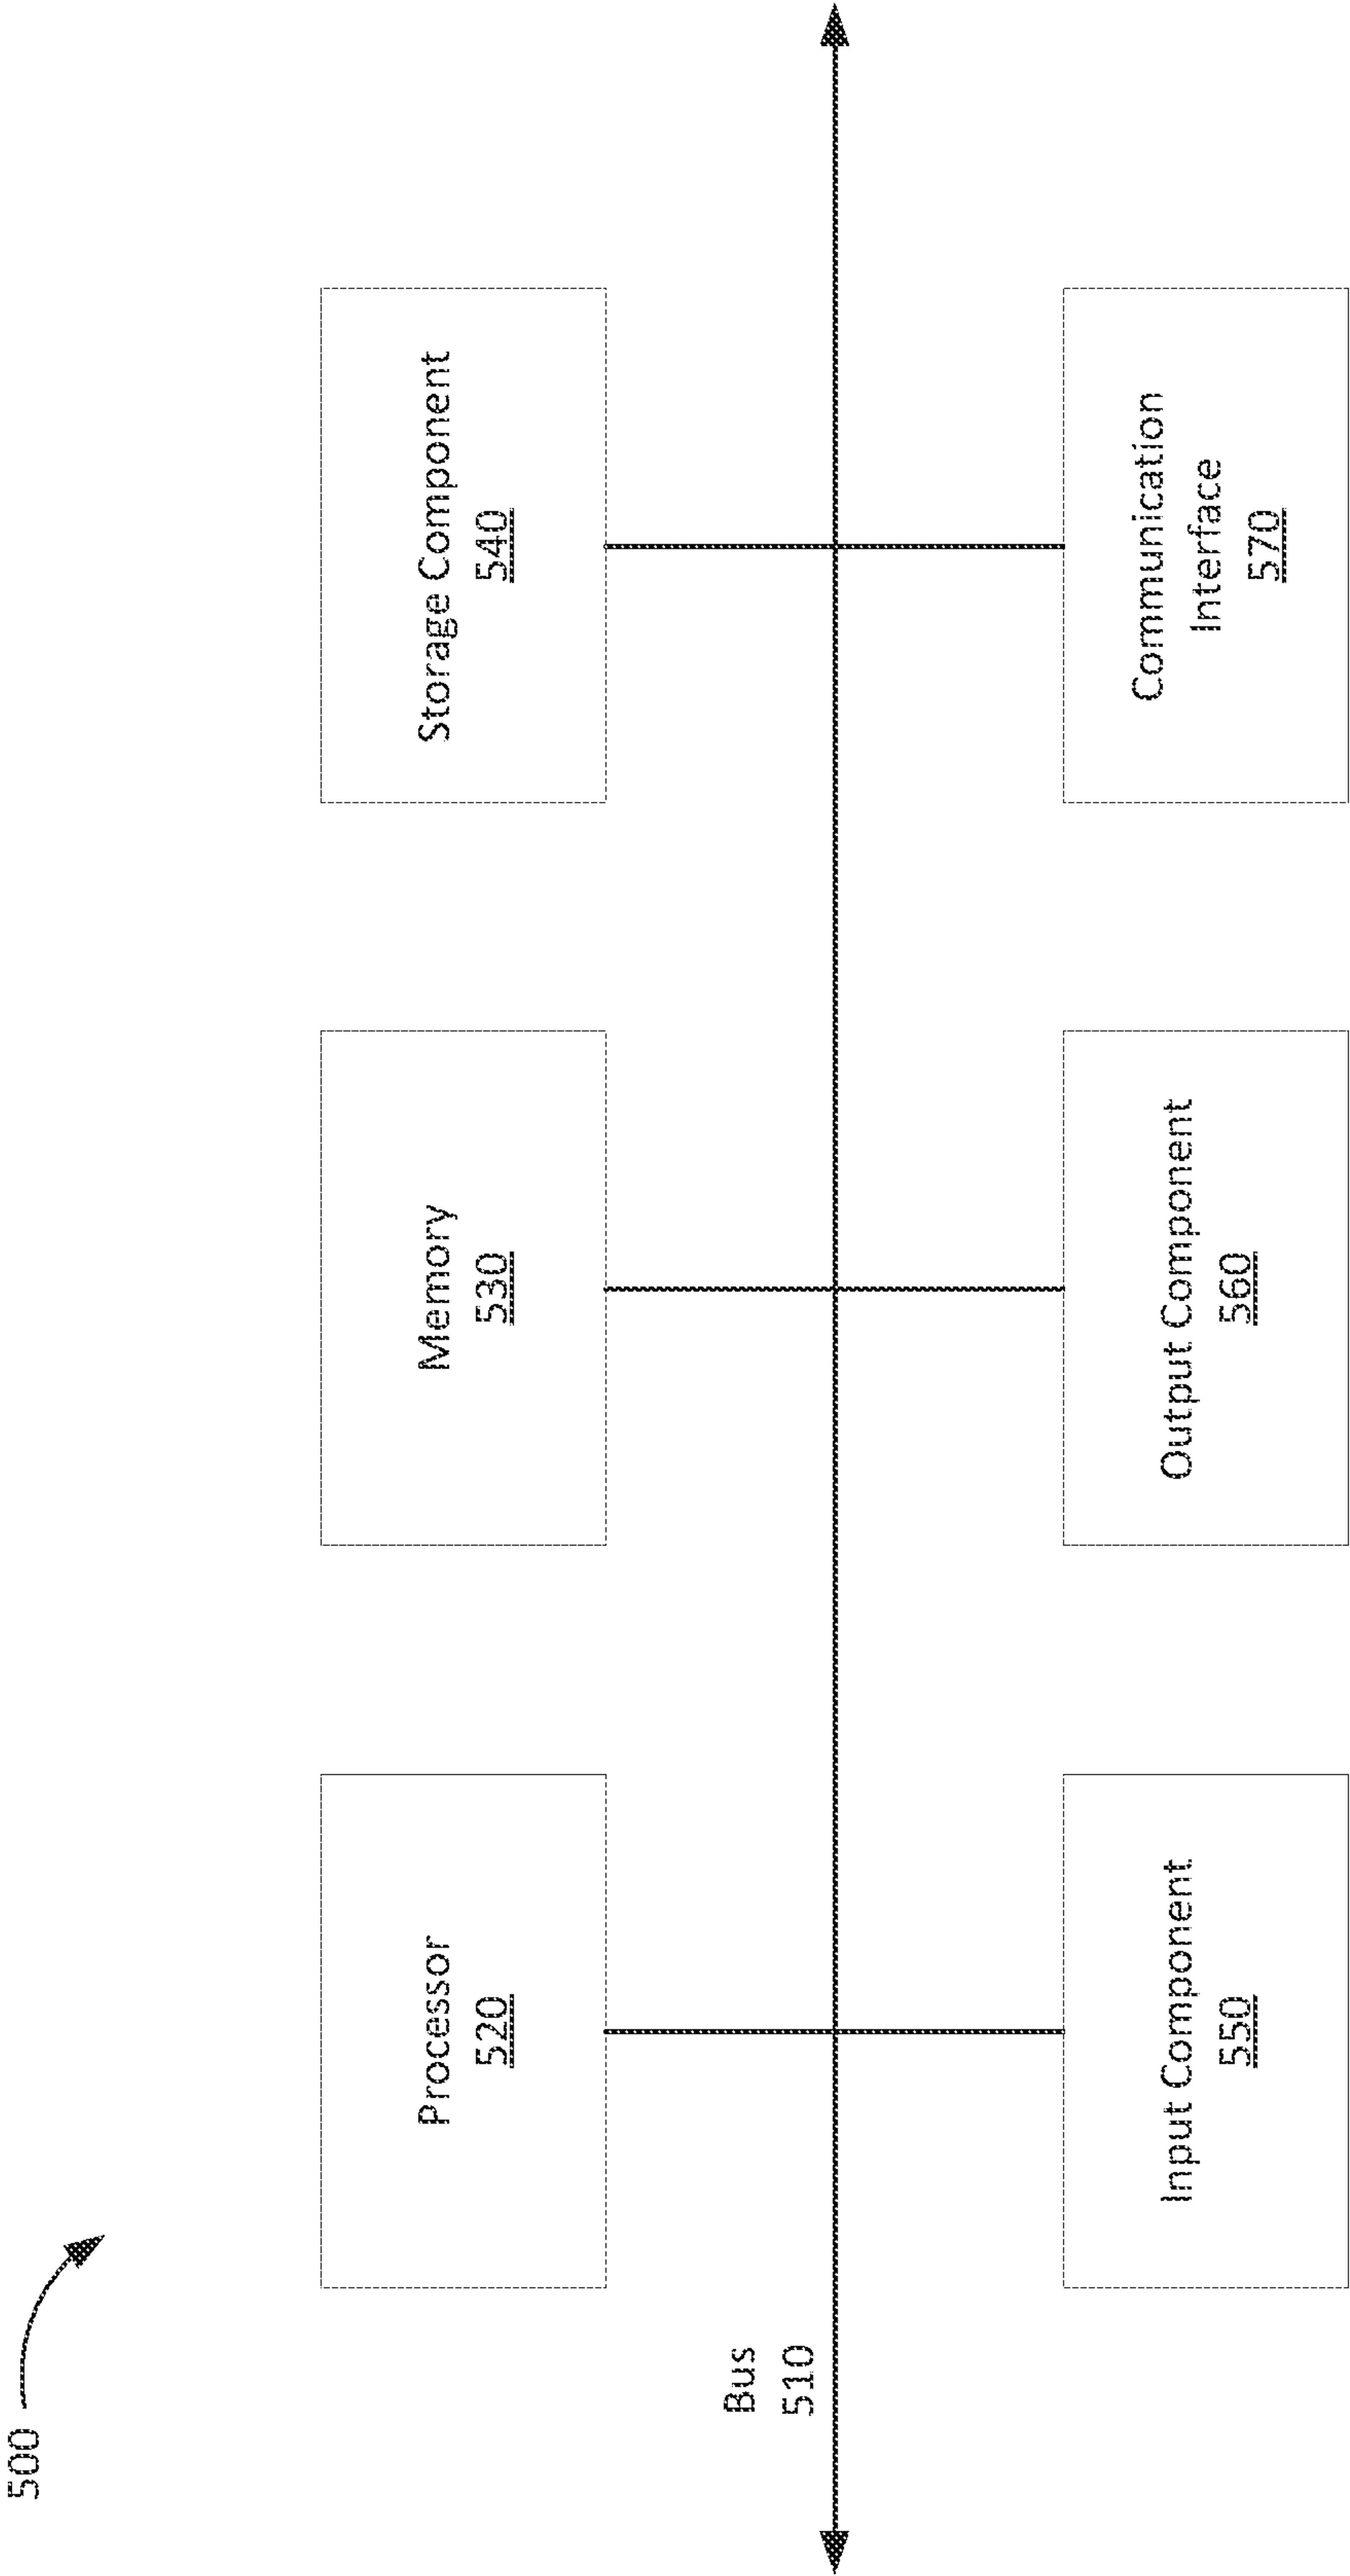 500
Processor
520
Memory
530
Storage Component
540
Bus
510
Input Component
550
Output Component
560
Communication
Interface
570